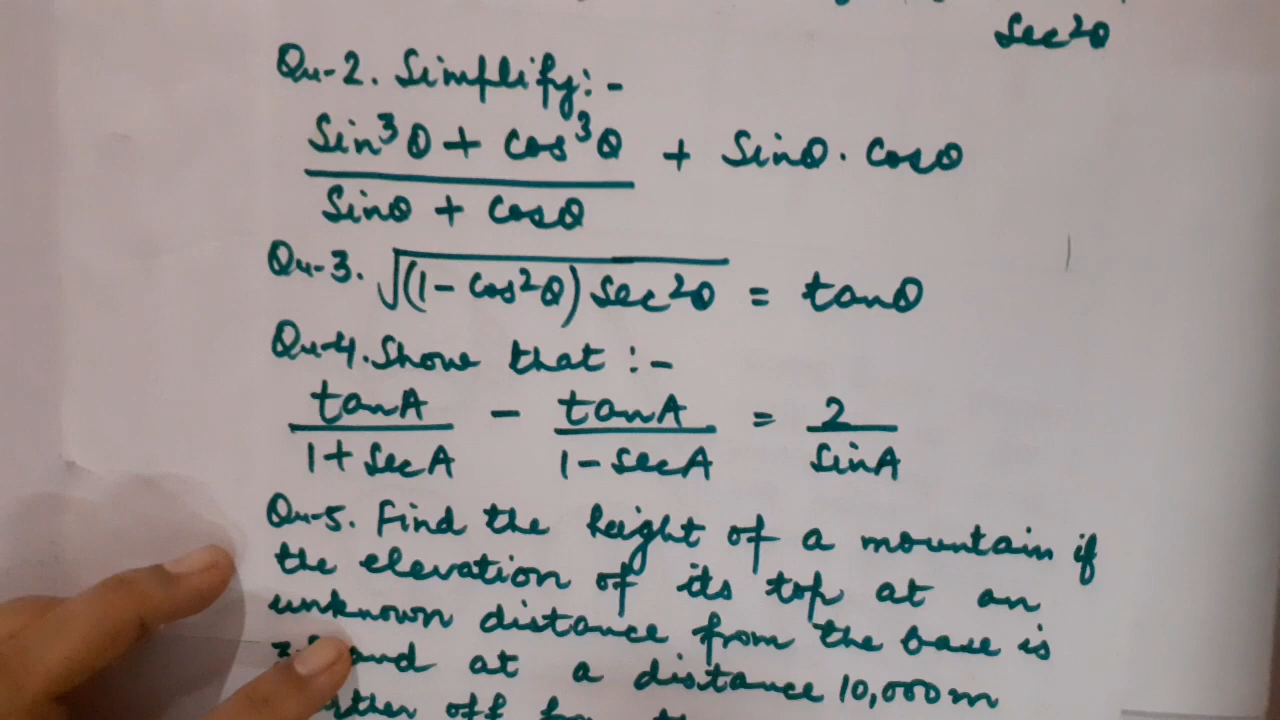 Sec²θ
Qu-2. Simplify:-
Sin³θ + Cos³θ + Sinθ . Cosθ
Sinθ + Cosθ
Qu-3. √(1 - Cos²θ) Sec²θ = tanθ
Qu-4. Show that :-
tanA - tanA = 2
1 + SecA 1 - SecA SinA
Qu-5. Find the height of a mountain if
the elevation of its top at an
unknown distance from the base is
and at a distance 10,000m
off